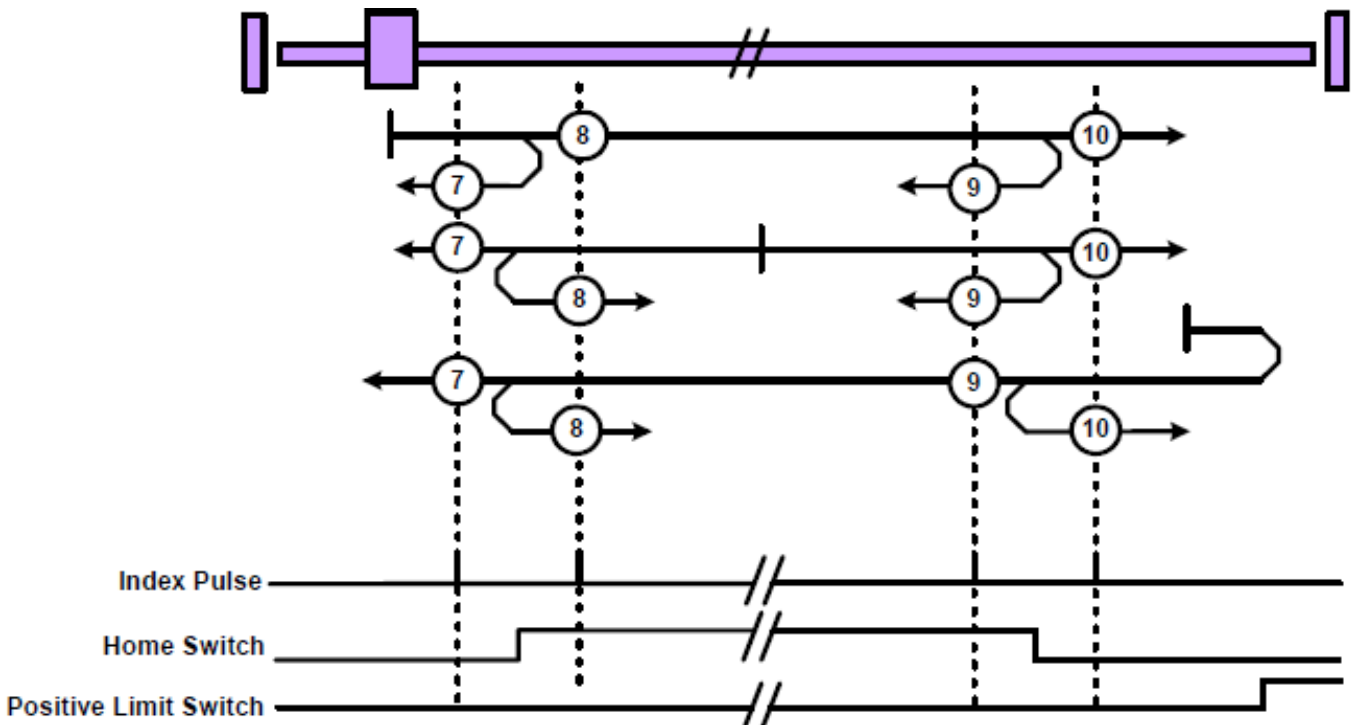 8 10
7 9
7 10
8 9
7 9
8 10
Index Pulse
Home Switch
Positive Limit Switch